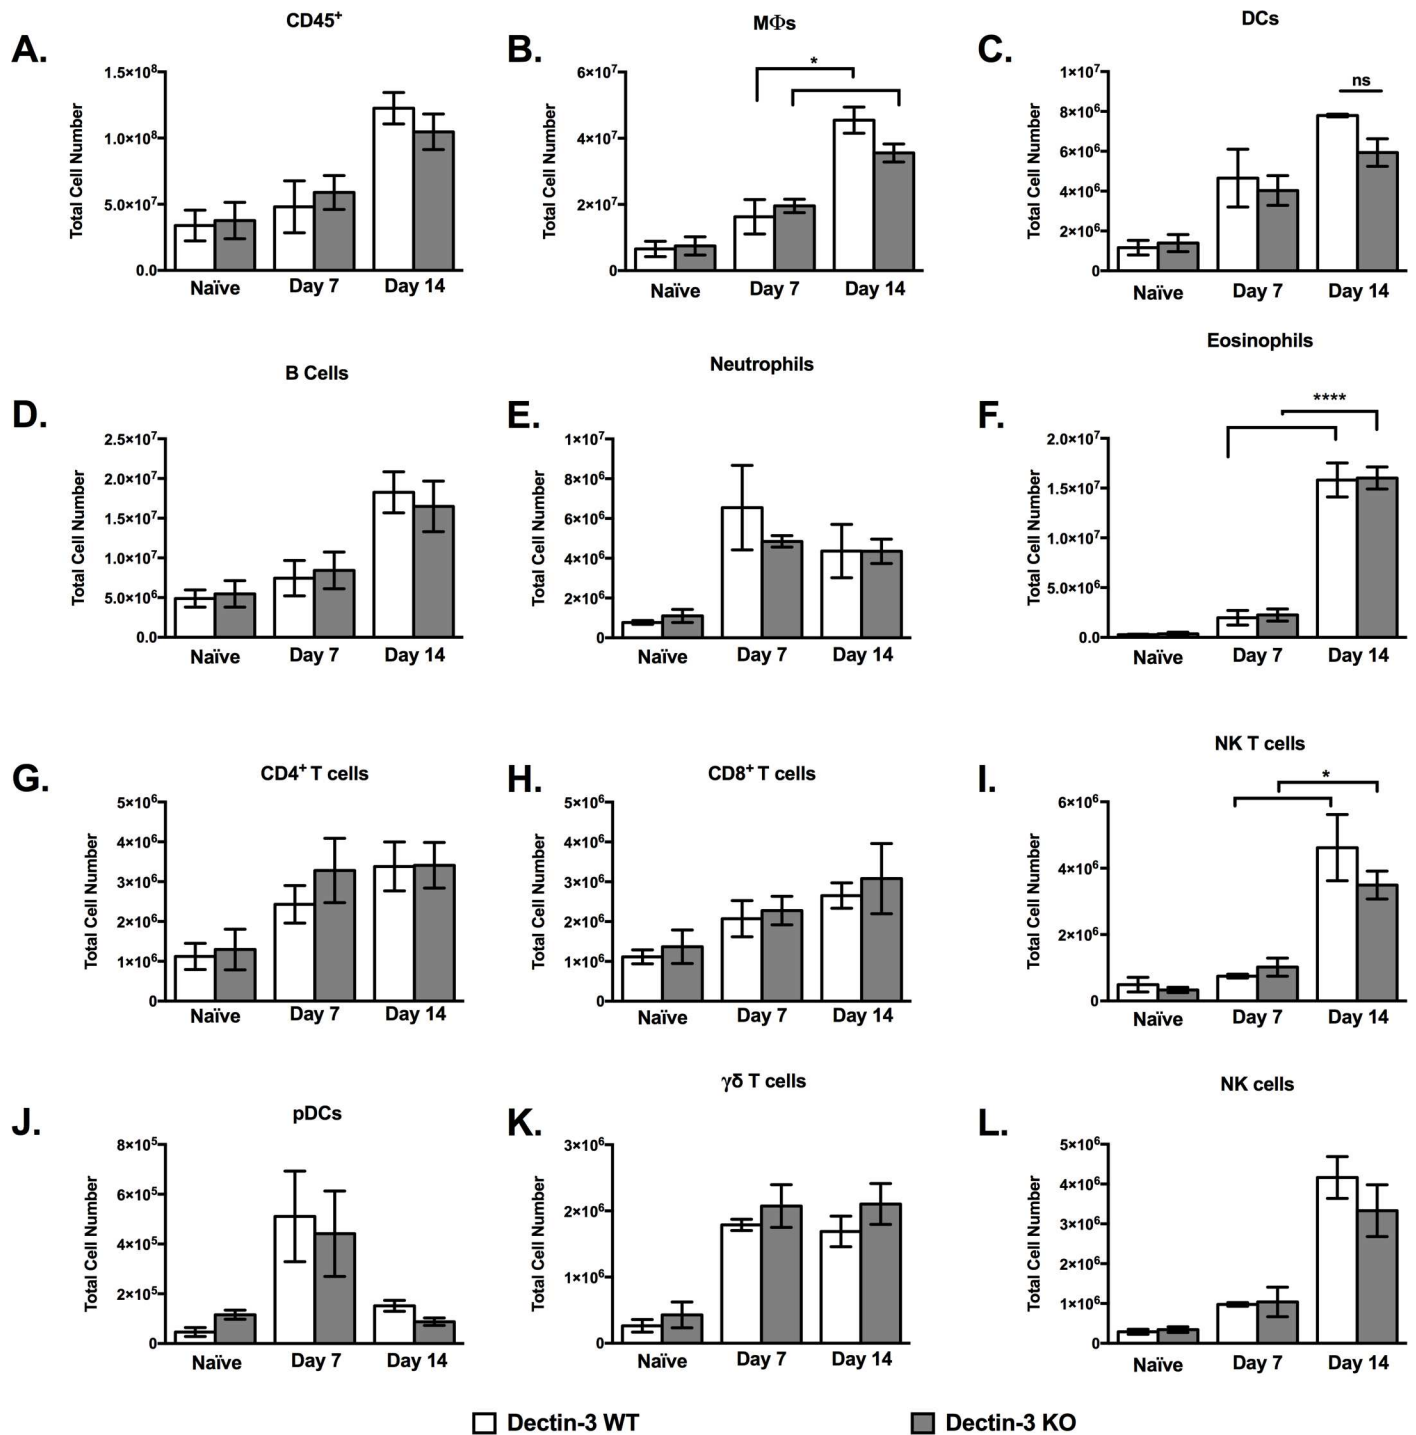 A.
CD45⁺
Total Cell Number
1.5×10⁸
1.0×10⁸
5.0×10⁷
0.0
Naïve Day 7 Day 14
B.
MΦs
*
Total Cell Number
6×10⁷
4×10⁷
2×10⁷
0
Naïve Day 7 Day 14
C.
DCs
ns
Total Cell Number
1×10⁷
8×10⁶
6×10⁶
4×10⁶
2×10⁶
0
Naïve Day 7 Day 14
D.
B Cells
Total Cell Number
2.5×10⁷
2.0×10⁷
1.5×10⁷
1.0×10⁷
5.0×10⁶
0.0
Naïve Day 7 Day 14
E.
Neutrophils
Total Cell Number
1×10⁷
8×10⁶
6×10⁶
4×10⁶
2×10⁶
0
Naïve Day 7 Day 14
F.
Eosinophils
****
Total Cell Number
2.0×10⁷
1.5×10⁷
1.0×10⁷
5.0×10⁶
0.0
Naïve Day 7 Day 14
G.
CD4⁺ T cells
Total Cell Number
5×10⁶
4×10⁶
3×10⁶
2×10⁶
1×10⁶
0
Naïve Day 7 Day 14
H.
CD8⁺ T cells
Total Cell Number
5×10⁶
4×10⁶
3×10⁶
2×10⁶
1×10⁶
0
Naïve Day 7 Day 14
I.
NK T cells
*
Total Cell Number
6×10⁶
4×10⁶
2×10⁶
0
Naïve Day 7 Day 14
J.
pDCs
Total Cell Number
8×10⁵
6×10⁵
4×10⁵
2×10⁵
0
Naïve Day 7 Day 14
K.
γδ T cells
Total Cell Number
3×10⁶
2×10⁶
1×10⁶
0
Naïve Day 7 Day 14
L.
NK cells
Total Cell Number
5×10⁶
4×10⁶
3×10⁶
2×10⁶
1×10⁶
0
Naïve Day 7 Day 14
Dectin-3 WT
Dectin-3 KO